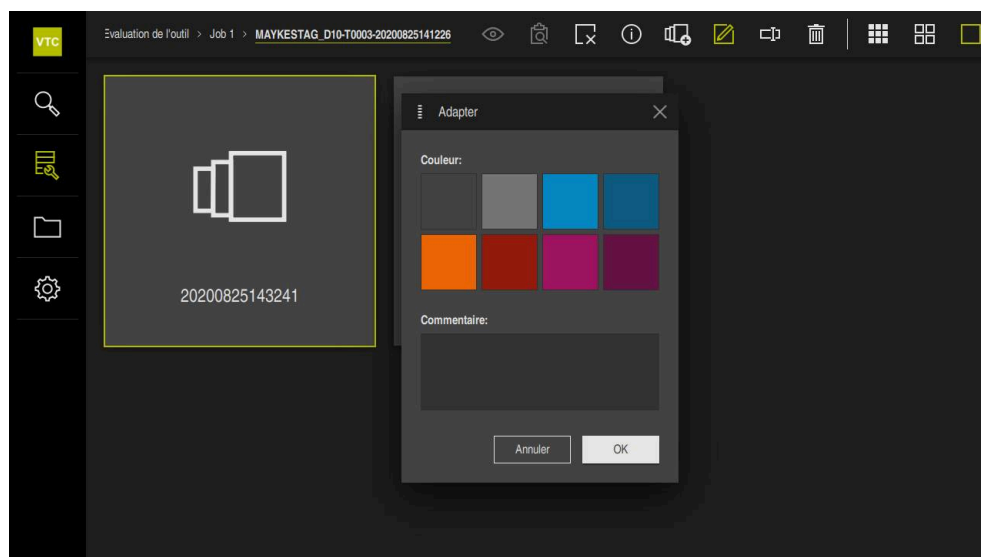 VTC
Evaluation de l'outil > Job 1 > MAYKESTAG_D10-T0003-20200825141226
Adapter
Couleur:
20200825143241
Commentaire:
Annuler
OK